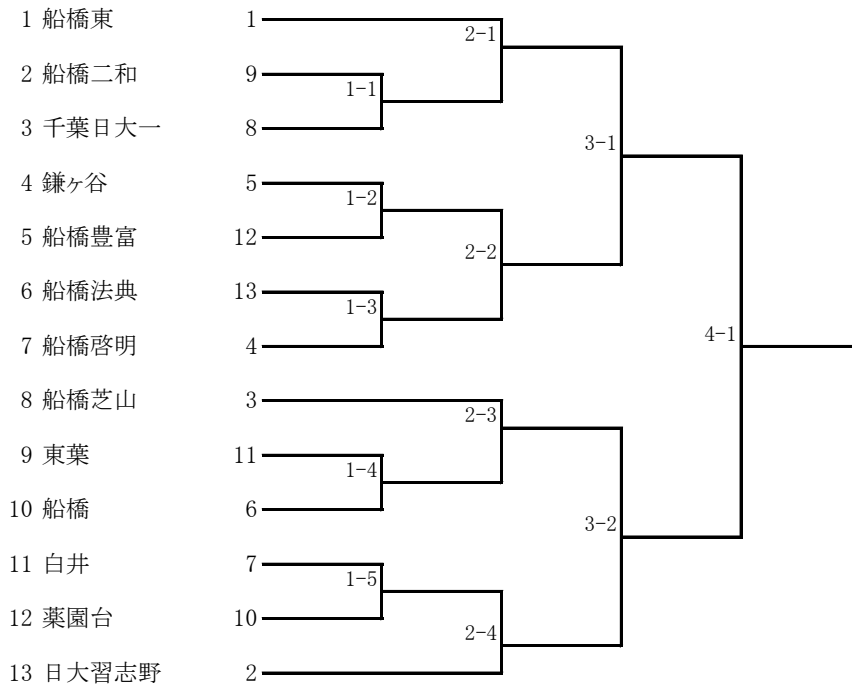 1 船橋東 1
2-1
2 船橋二和 9
1-1
3 千葉日大一 8
3-1
4 鎌ヶ谷 5
1-2
5 船橋豊富 12
2-2
6 船橋法典 13
1-3
7 船橋啓明 4
4-1
8 船橋芝山 3
2-3
9 東葉 11
1-4
10 船橋 6
3-2
11 白井 7
1-5
12 薬園台 10
2-4
13 日大習志野 2